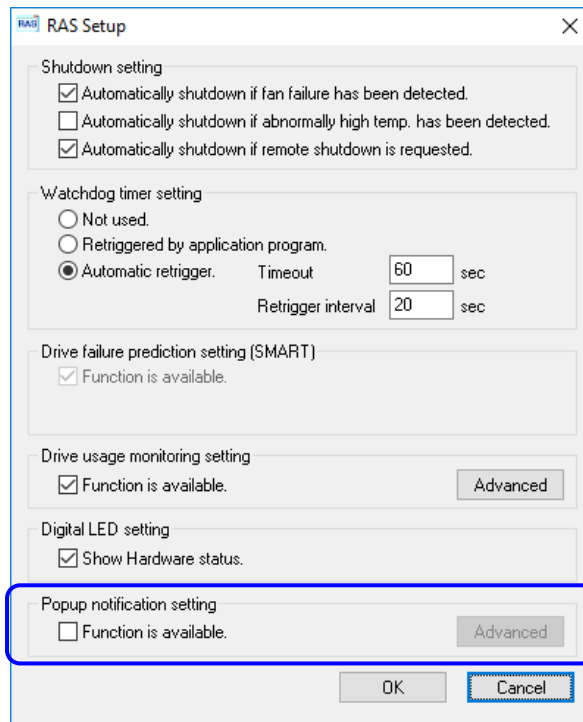 RAS RAS Setup
Shutdown setting
Automatically shutdown if fan failure has been detected.
Automatically shutdown if abnormally high temp. has been detected.
Automatically shutdown if remote shutdown is requested.
Watchdog timer setting
Not used.
Retriggered by application program.
Automatic retrigger. Timeout 60 sec
Retrigger interval 20 sec
Drive failure prediction setting (SMART)
Function is available.
Drive usage monitoring setting
Function is available. Advanced
Digital LED setting
Show Hardware status.
Popup notification setting
Function is available. Advanced
OK Cancel